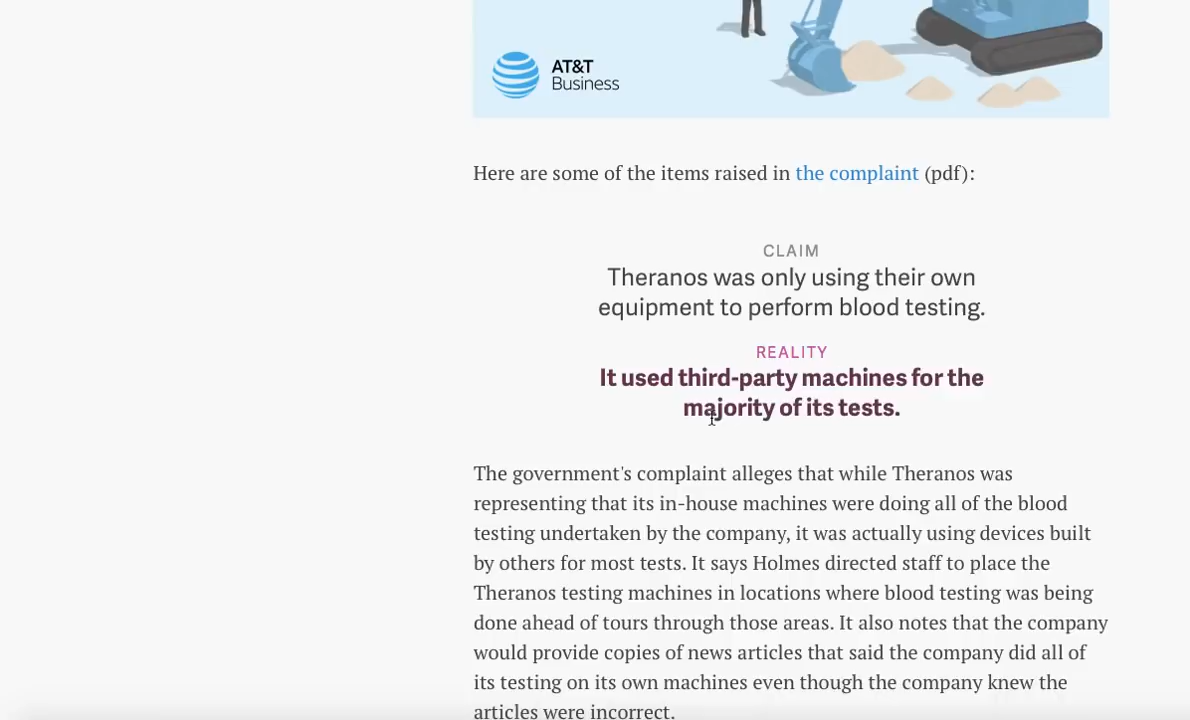 AT&T
Business
Here are some of the items raised in the complaint (pdf):
CLAIM
Theranos was only using their own
equipment to perform blood testing.
REALITY
It used third-party machines for the
majority of its tests.
The government's complaint alleges that while Theranos was
representing that its in-house machines were doing all of the blood
testing undertaken by the company, it was actually using devices built
by others for most tests. It says Holmes directed staff to place the
Theranos testing machines in locations where blood testing was being
done ahead of tours through those areas. It also notes that the company
would provide copies of news articles that said the company did all of
its testing on its own machines even though the company knew the
articles were incorrect.